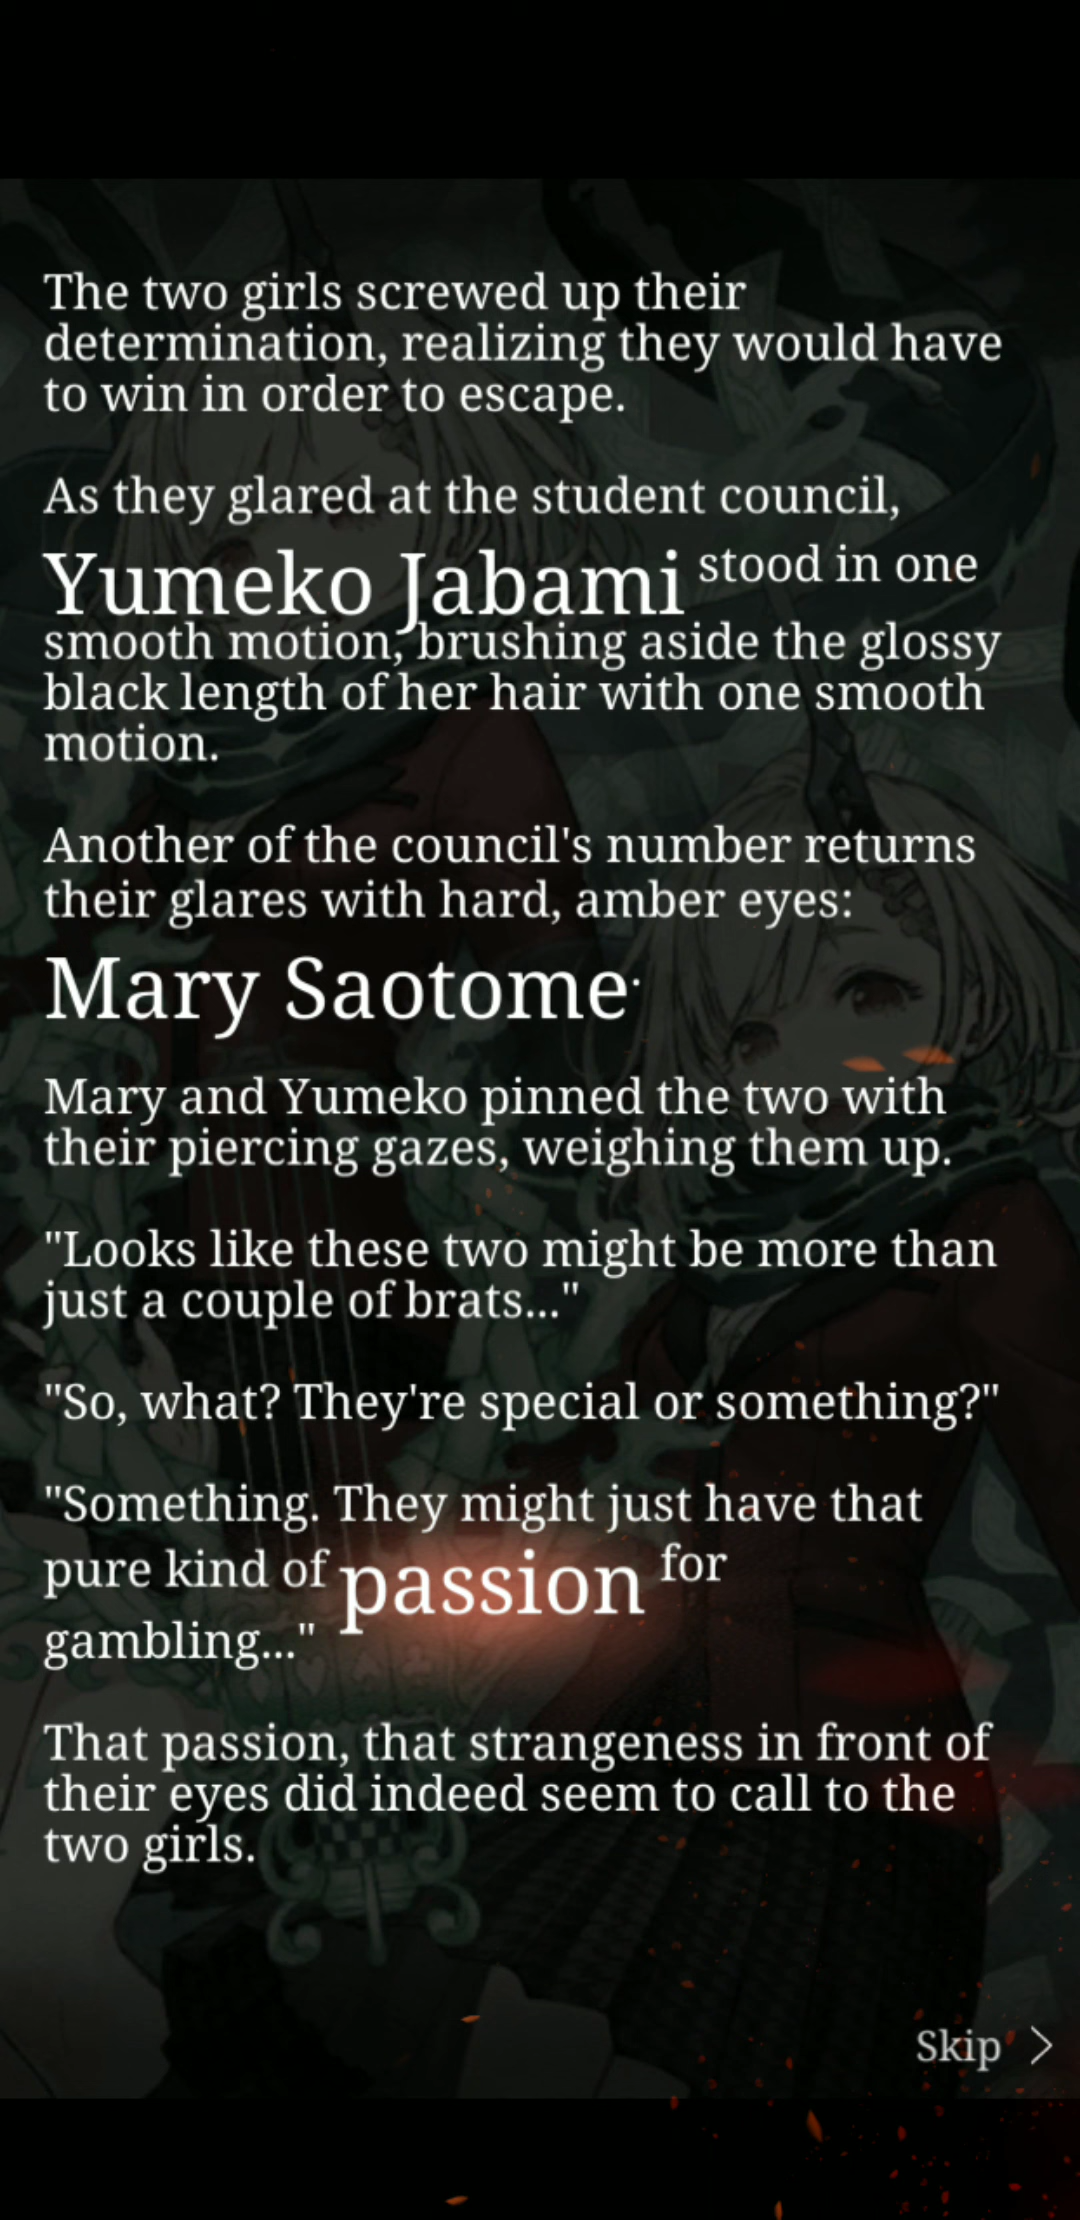 The two girls screwed up their
determination, realizing they would have
to win in order to escape.
As they glared at the student council,
Yumeko Jabami stood in one
smooth motion, brushing aside the glossy
black length of her hair with one smooth
motion.
Another of the council's number returns
their glares with hard, amber eyes:
Mary Saotome.
Mary and Yumeko pinned the two with
their piercing gazes, weighing them up.
"Looks like these two might be more than
just a couple of brats..."
"So, what? They're special or something?"
"Something. They might just have that
pure kind of passion for
gambling..."
That passion, that strangeness in front of
their eyes did indeed seem to call to the
two girls.
Skip >